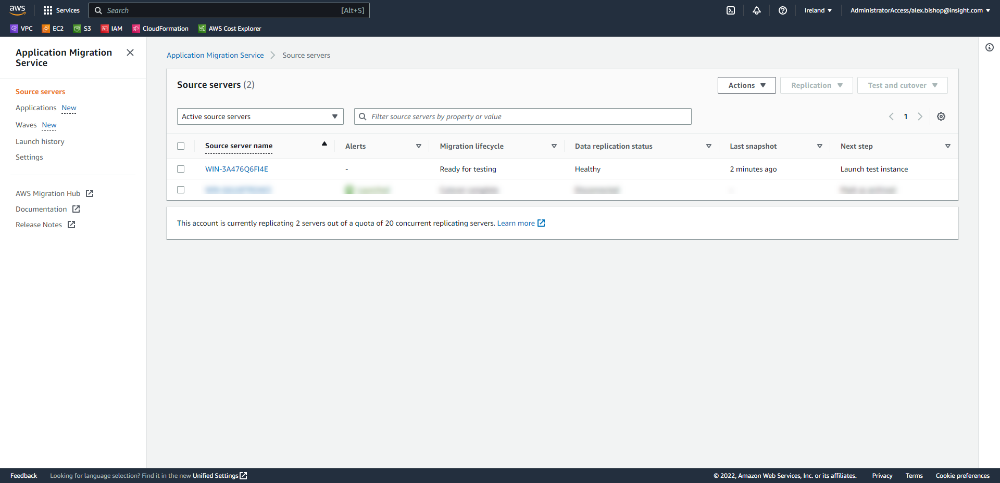 aws Services Search [Alt+S] Ireland AdministratorAccess/alex.bishop@insight.com
VPC EC2 S3 IAM CloudFormation AWS Cost Explorer
Application Migration
Service
Source servers
Applications New
Waves New
Launch history
Settings
AWS Migration Hub
Documentation
Release Notes
Application Migration Service Source servers
Source servers (2) Actions Replication Test and cutover
Active source servers Filter source servers by property or value 1
Source server name Alerts Migration lifecycle Data replication status Last snapshot Next step
WIN-3A476Q6FI4E - Ready for testing Healthy 2 minutes ago Launch test instance
This account is currently replicating 2 servers out of a quota of 20 concurrent replicating servers. Learn more
Feedback Looking for language selection? Find it in the new Unified Settings © 2022, Amazon Web Services, Inc. or its affiliates. Privacy Terms Cookie preferences